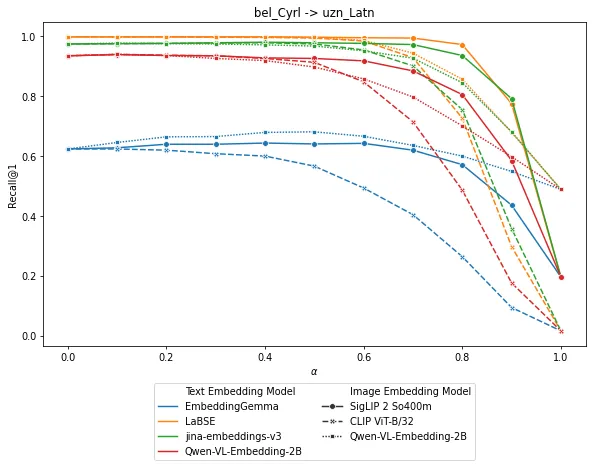 bel_Cyrl -> uzn_Latn
Recall@1
1.0
0.8
0.6
0.4
0.2
0.0
0.0 0.2 0.4 0.6 0.8 1.0
α
Text Embedding Model
EmbeddingGemma
LaBSE
jina-embeddings-v3
Qwen-VL-Embedding-2B
Image Embedding Model
SigLIP 2 So400m
CLIP ViT-B/32
Qwen-VL-Embedding-2B